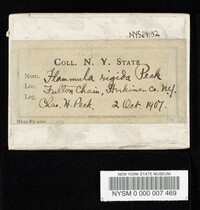 COLL. N. Y. STATE
Nom. Flammula rigida Peck
Loc. Fulton Chain, Herkimer Co. N.Y.
Leg. Chas. H. Peck. 2 Oct. 1907.
NEW YORK STATE MUSEUM
NYSM 0 000 007 469